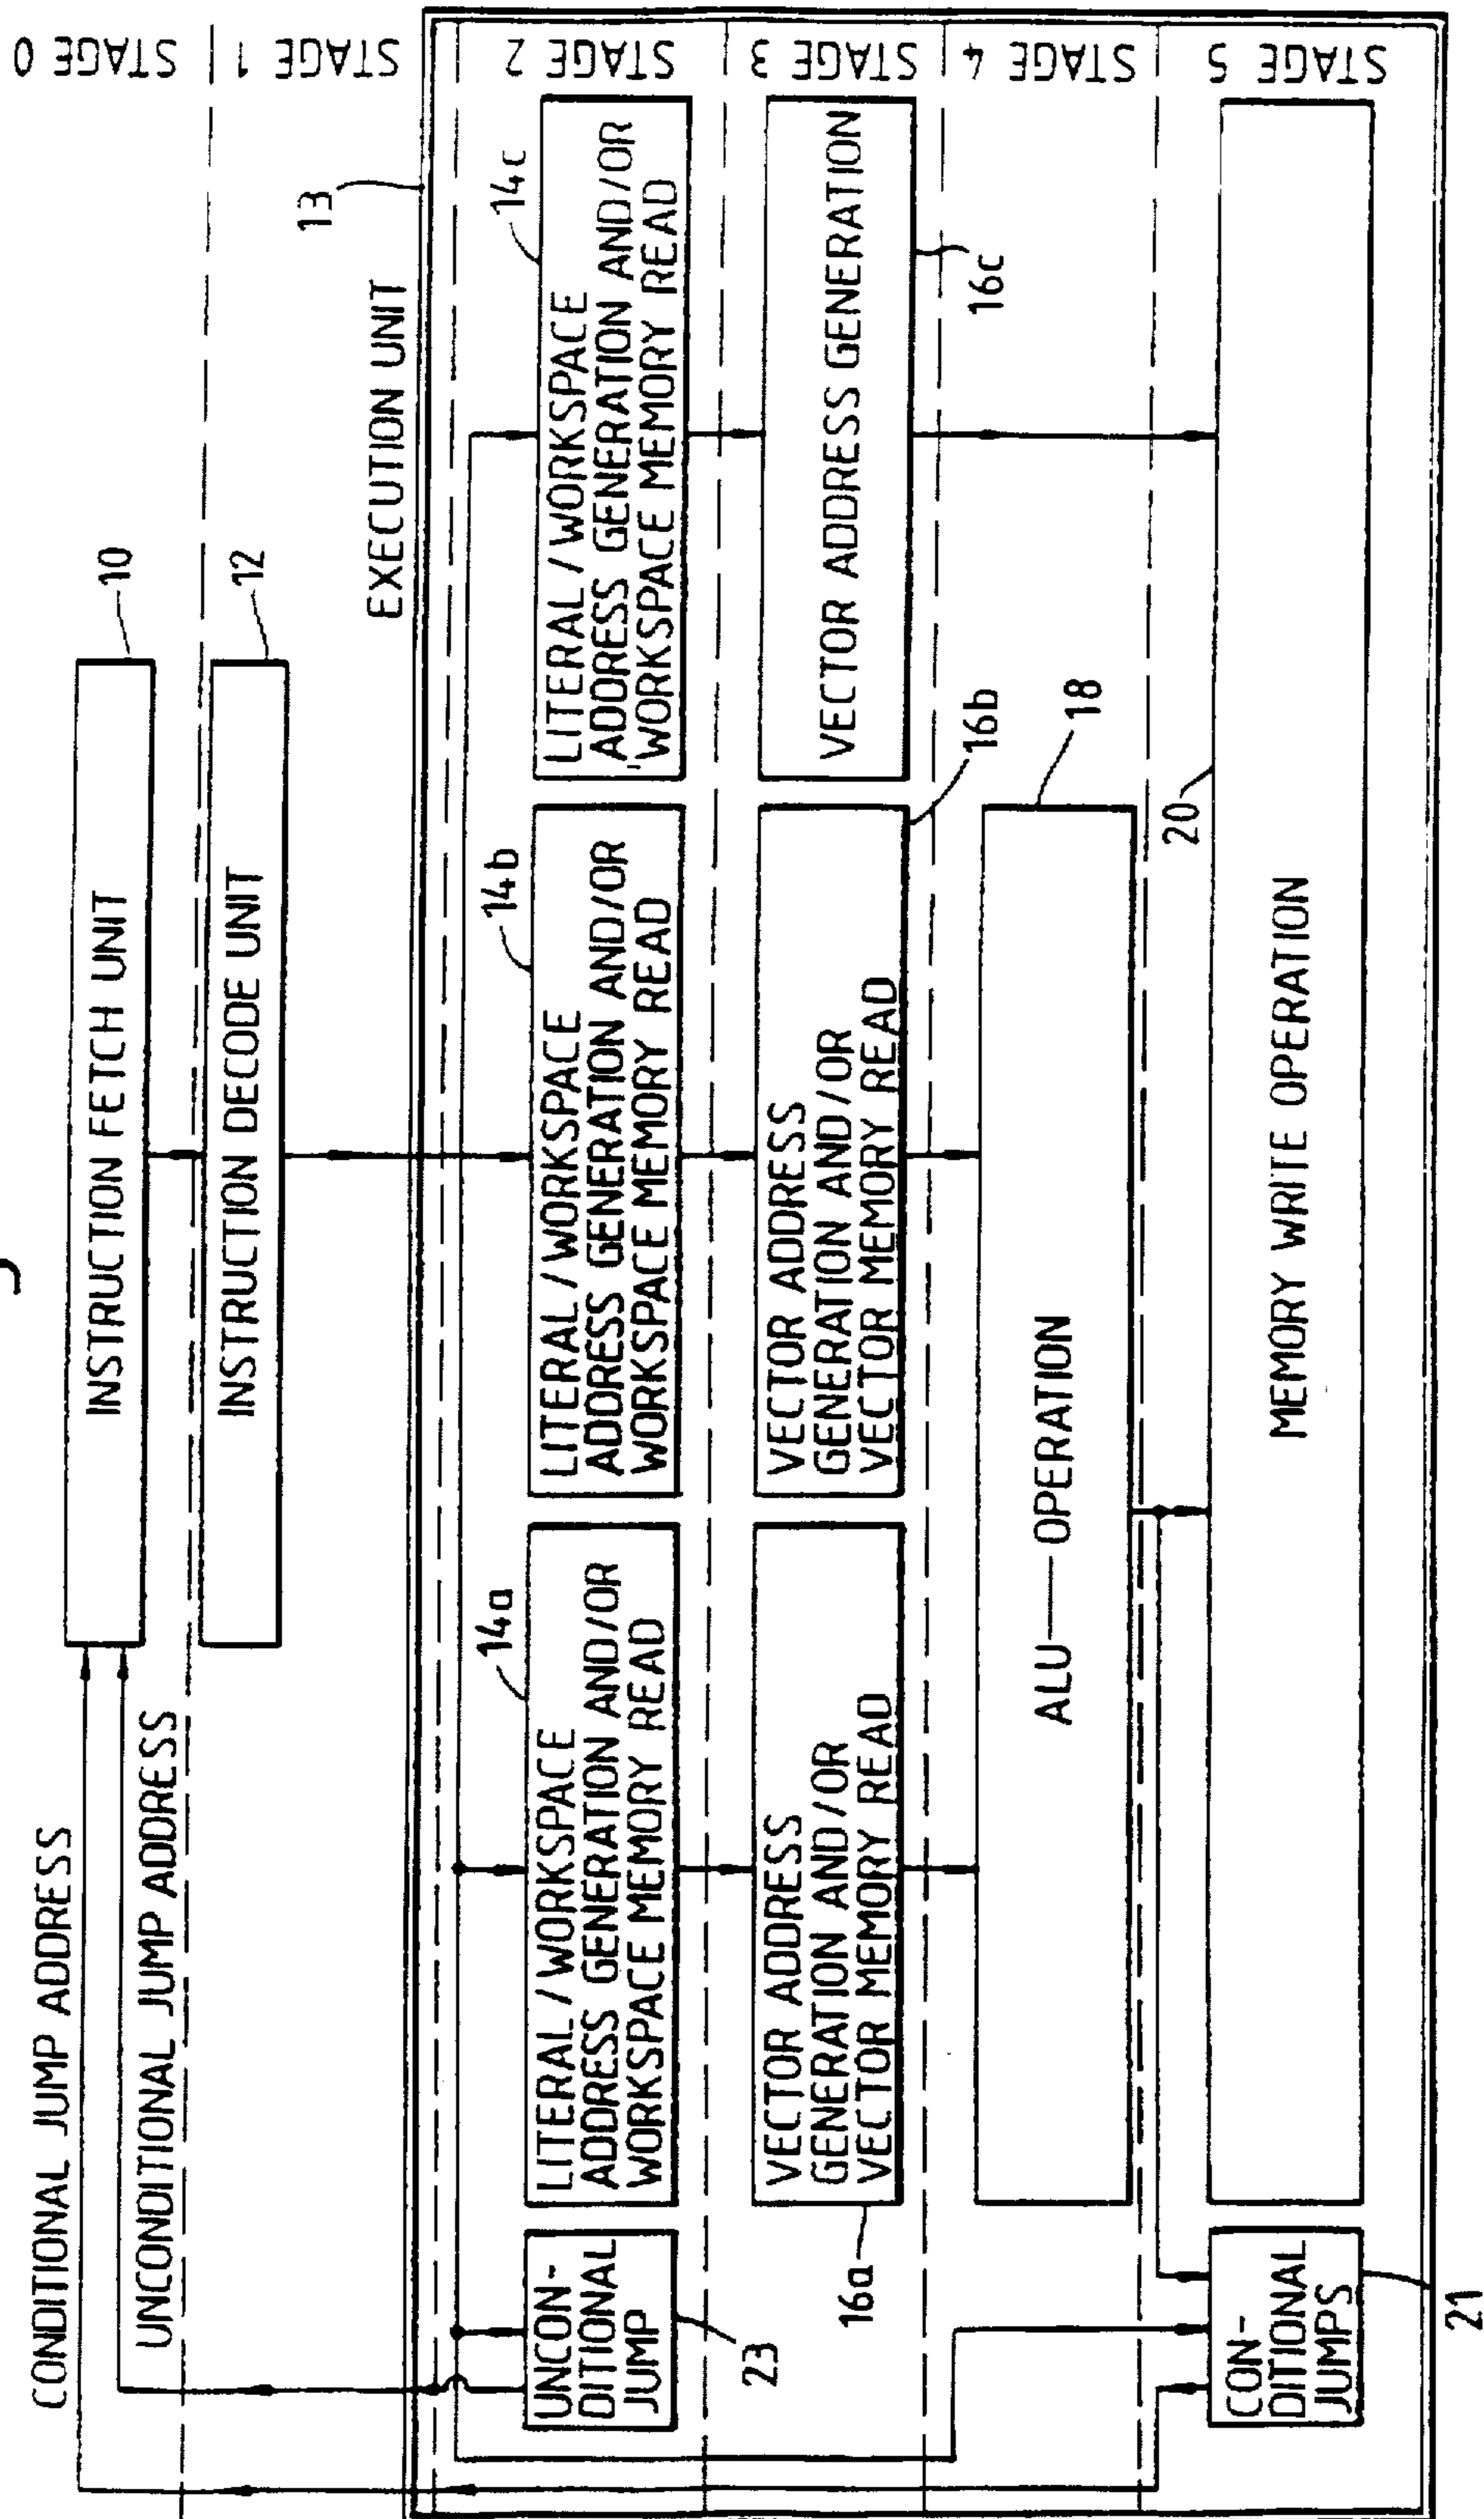 CONDITIONAL JUMP ADDRESS
UNCONDITIONAL JUMP ADDRESS
INSTRUCTION FETCH UNIT
10
STAGE 0
INSTRUCTION DECODE UNIT
12
STAGE 1
EXECUTION UNIT
13
UNCON-
DITIONAL
JUMP
23
14a
LITERAL/WORKSPACE
ADDRESS GENERATION AND/OR
WORKSPACE MEMORY READ
14b
LITERAL/WORKSPACE
ADDRESS GENERATION AND/OR
WORKSPACE MEMORY READ
14c
LITERAL/WORKSPACE
ADDRESS GENERATION AND/OR
WORKSPACE MEMORY READ
STAGE 2
16a
VECTOR ADDRESS
GENERATION AND/OR
VECTOR MEMORY READ
VECTOR ADDRESS
GENERATION AND/OR
VECTOR MEMORY READ
16b
VECTOR ADDRESS GENERATION
16c
STAGE 3
ALU—OPERATION
18
STAGE 4
CON-
DITIONAL
JUMPS
21
MEMORY WRITE OPERATION
20
STAGE 5